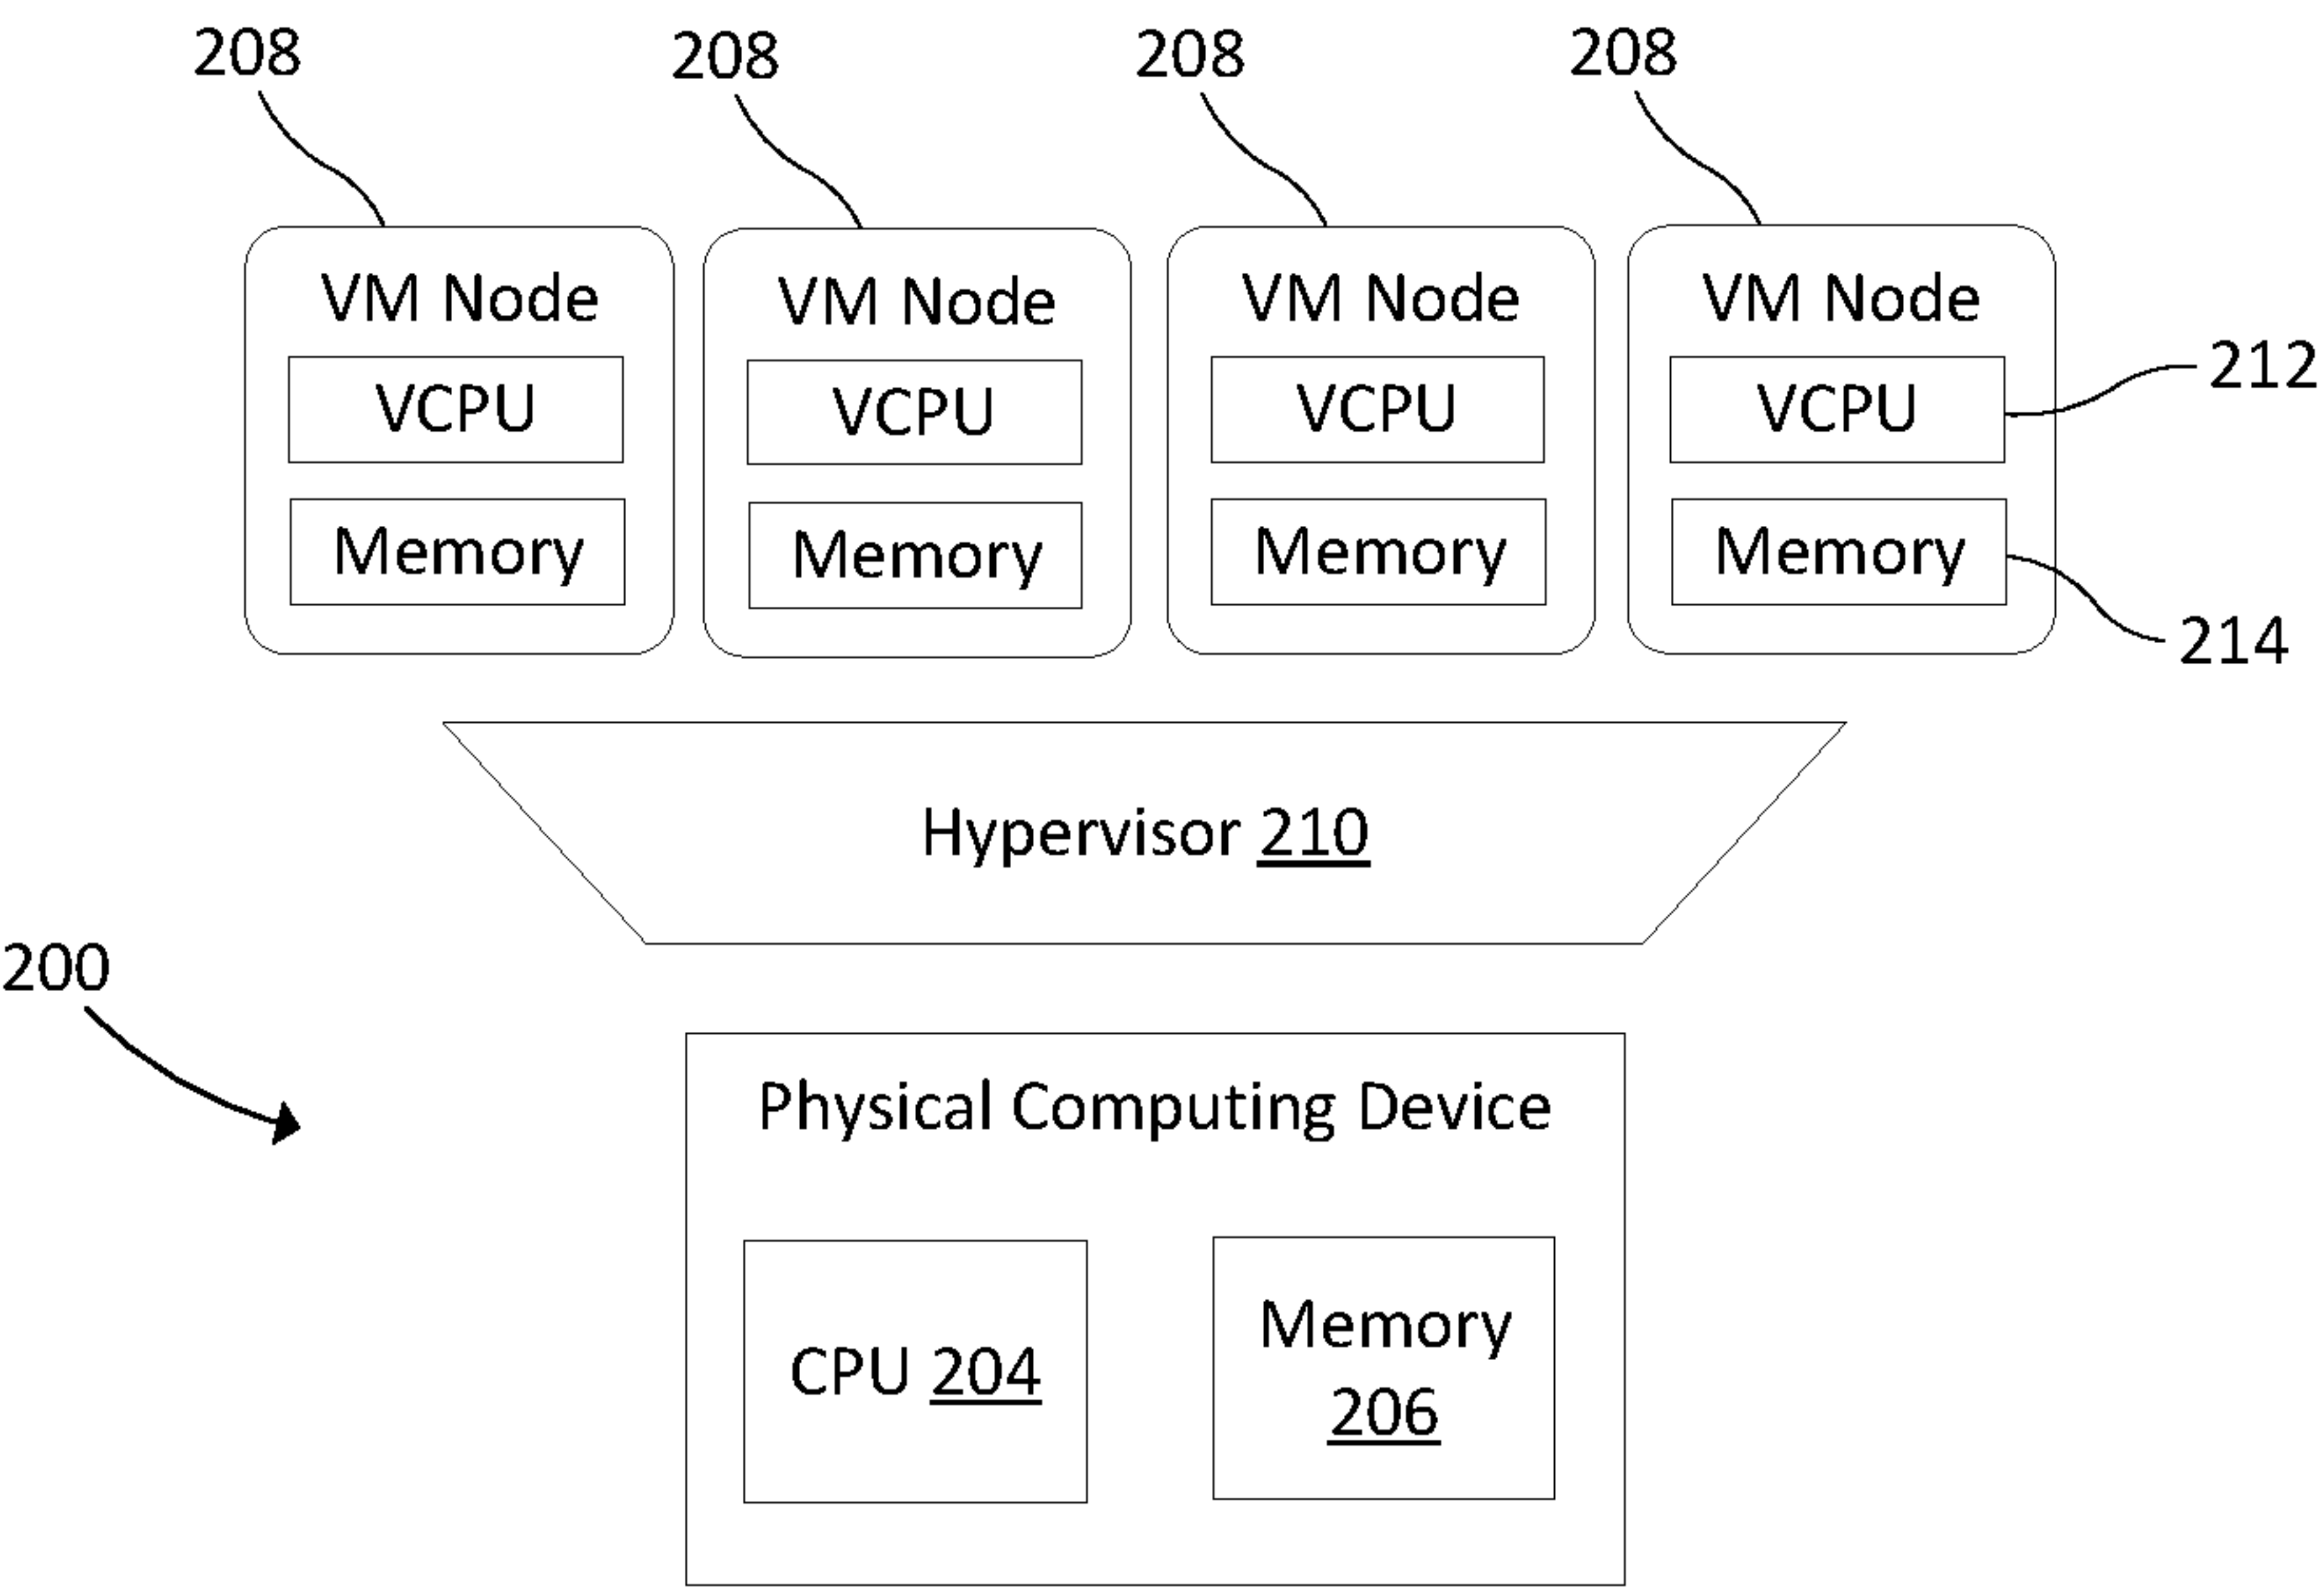 208 208 208 208
VM Node VM Node VM Node VM Node
VCPU VCPU VCPU VCPU 212
Memory Memory Memory Memory
214
Hypervisor 210
200
Physical Computing Device
CPU 204
Memory
206